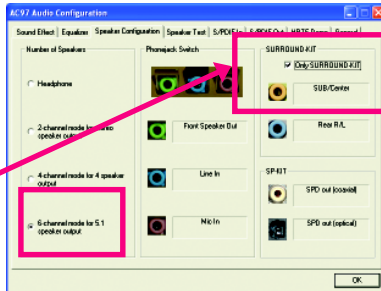 AC97 Audio Configuration
Sound Effect Equalizer Speaker Configuration Speaker Test S/PDIF In S/PDIF Out HRTF Demo General
Number of Speakers
Headphone
2-channel mode for stereo speaker output
4-channel mode for 4 speaker output
6-channel mode for 5.1 speaker output
Phonejack Switch
Front Speaker Out
Line In
Mic In
SURROUND-KIT
Only SURROUND-KIT
SUB/Center
Rear R/L
SP-KIT
SPD out (coaxial)
SPD out (optical)
OK